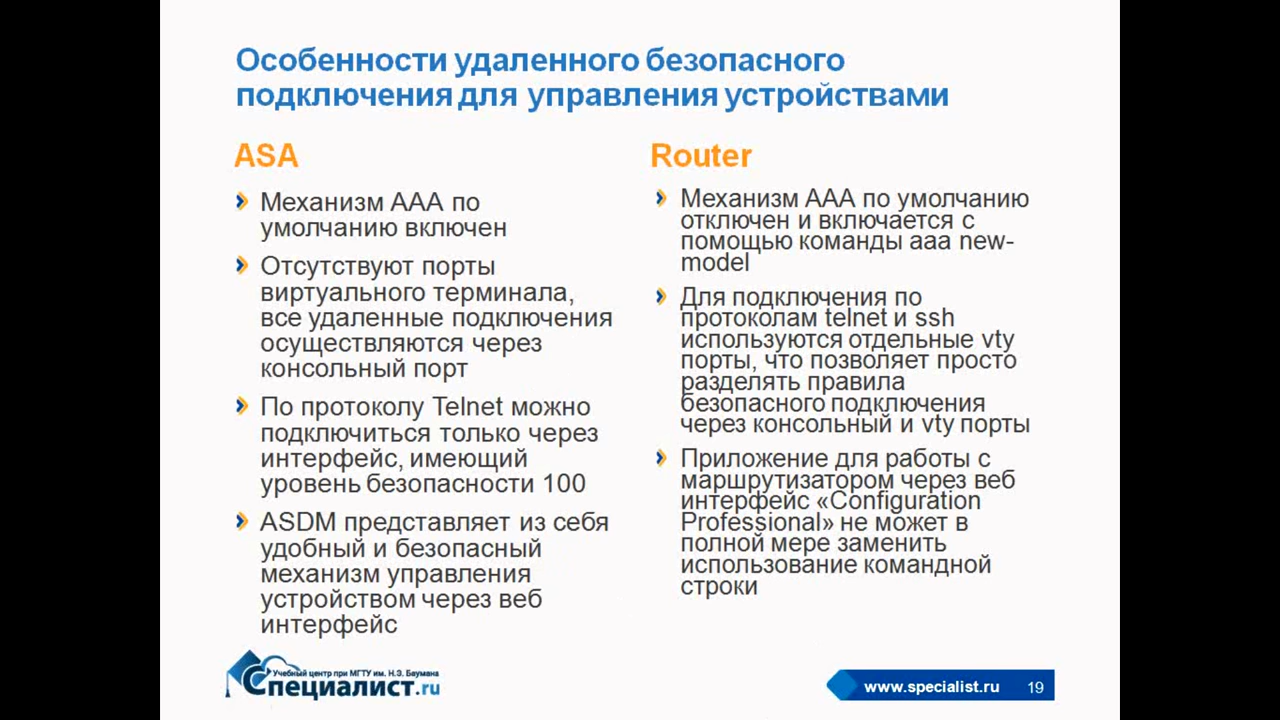 Особенности удаленного безопасного
подключения для управления устройствами
ASA
Механизм AAA по
умолчанию включен
Отсутствуют порты
виртуального терминала,
все удаленные подключения
осуществляются через
консольный порт
По протоколу Telnet можно
подключиться только через
интерфейс, имеющий
уровень безопасности 100
ASDM представляет из себя
удобный и безопасный
механизм управления
устройством через веб
интерфейс
Router
Механизм AAA по умолчанию
отключен и включается с
помощью команды aaa new-
model
Для подключения по
протоколам telnet и ssh
используются отдельные vty
порты, что позволяет просто
разделять правила
безопасного подключения
через консольный и vty порты
Приложение для работы с
маршрутизатором через веб
интерфейс «Configuration
Professional» не может в
полной мере заменить
использование командной
строки
Учебный центр при МГТУ им. Н.Э. Баумана
Специалист.ru
www.specialist.ru
19